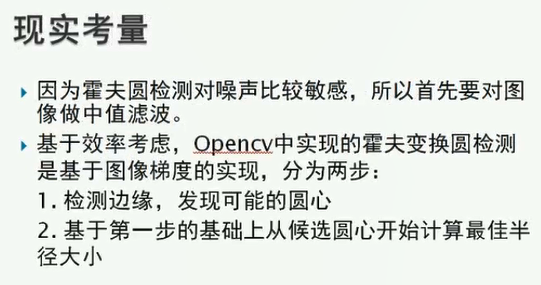 现实考量
因为霍夫圆检测对噪声比较敏感，所以首先要对图
像做中值滤波。
基于效率考虑，Opencv中实现的霍夫变换圆检测
是基于图像梯度的实现，分为两步：
1. 检测边缘，发现可能的圆心
2. 基于第一步的基础上从候选圆心开始计算最佳半
径大小